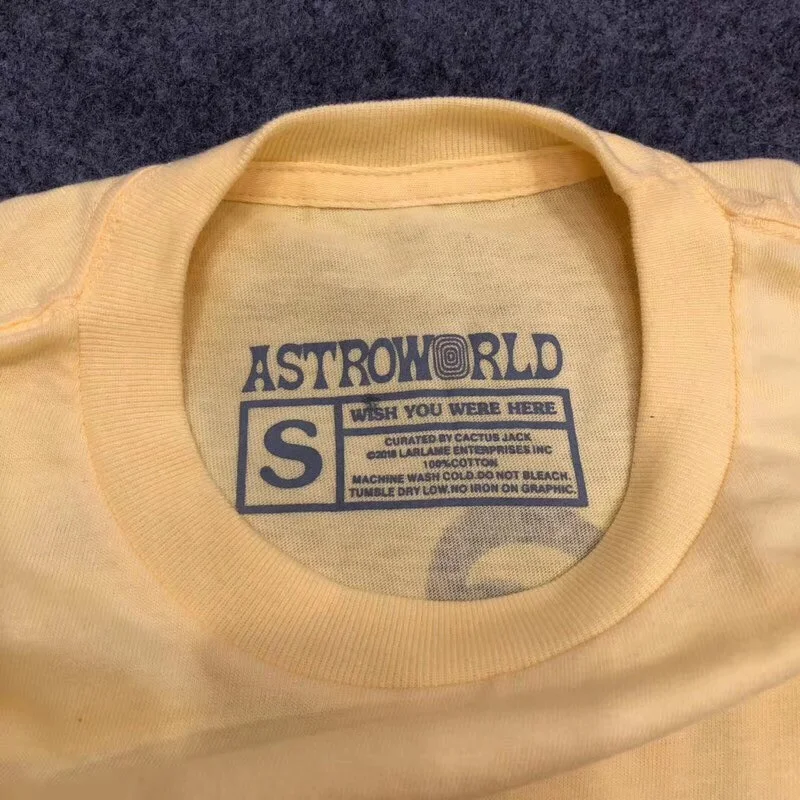 ASTROWORLD
S
WISH YOU WERE HERE
CURATED BY CACTUS JACK
©2018 LARLAME ENTERPRISES INC
100%COTTON
MACHINE WASH COLD.DO NOT BLEACH.
TUMBLE DRY LOW.NO IRON ON GRAPHIC.